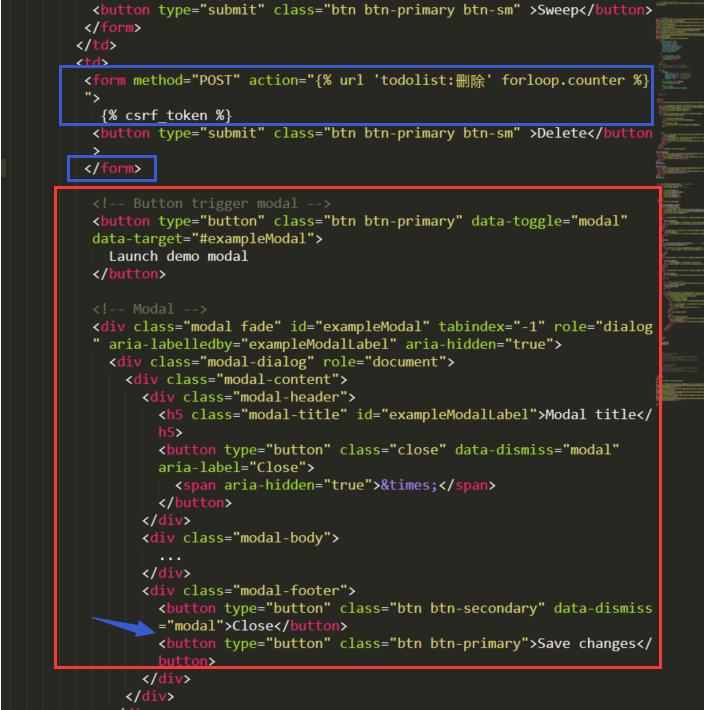 <button type="submit" class="btn btn-primary btn-sm" >Sweep</button>
</form>
</td>
<td>
<form method="POST" action="{% url 'todolist:删除' forloop.counter %}
">
{% csrf_token %}
<button type="submit" class="btn btn-primary btn-sm" >Delete</button
>
</form>
<!-- Button trigger modal -->
<button type="button" class="btn btn-primary" data-toggle="modal"
data-target="#exampleModal">
Launch demo modal
</button>
<!-- Modal -->
<div class="modal fade" id="exampleModal" tabindex="-1" role="dialog
" aria-labelledby="exampleModalLabel" aria-hidden="true">
<div class="modal-dialog" role="document">
<div class="modal-content">
<div class="modal-header">
<h5 class="modal-title" id="exampleModalLabel">Modal title</
h5>
<button type="button" class="close" data-dismiss="modal"
aria-label="Close">
<span aria-hidden="true">&times;</span>
</button>
</div>
<div class="modal-body">
...
</div>
<div class="modal-footer">
<button type="button" class="btn btn-secondary" data-dismiss
="modal">Close</button>
<button type="button" class="btn btn-primary">Save changes</
button>
</div>
</div>